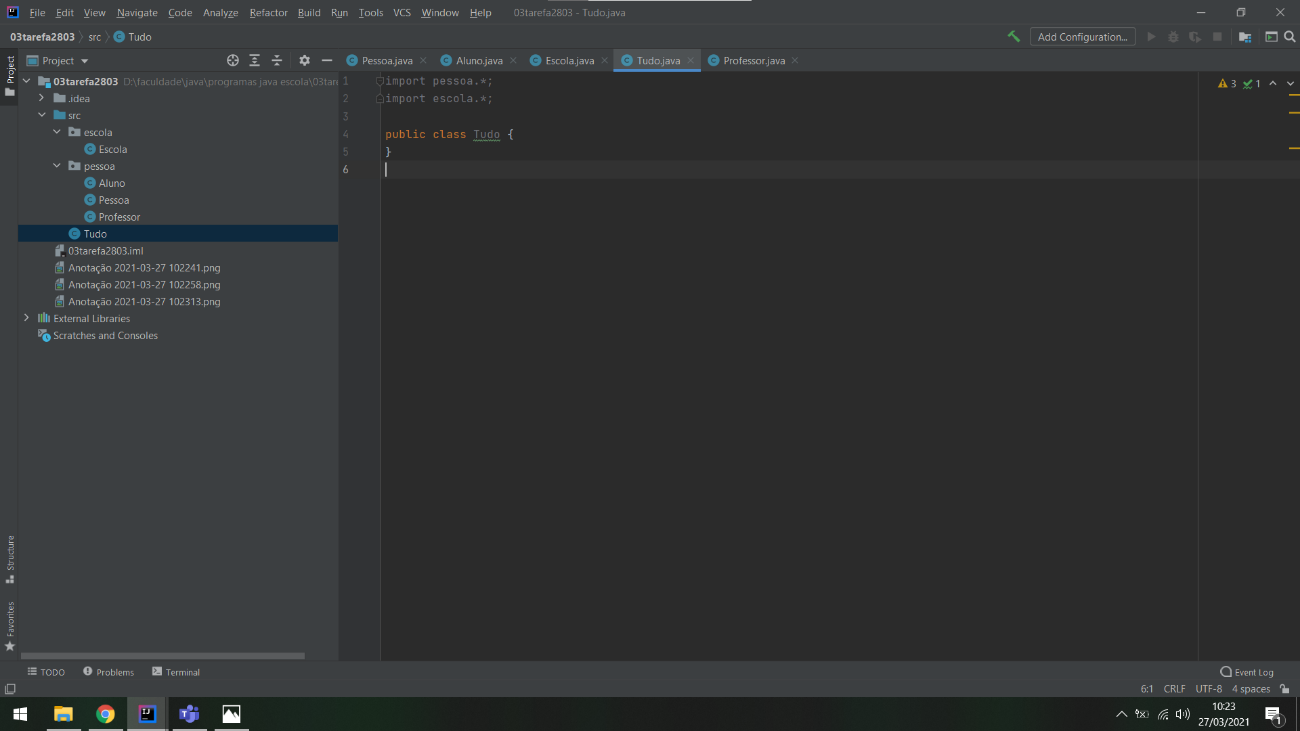 File Edit View Navigate Code Analyze Refactor Build Run Tools VCS Window Help 03tarefa2803 - Tudo.java
03tarefa2803 src Tudo Add Configuration...
Project
Pessoa.java Aluno.java Escola.java Tudo.java Professor.java
Project
03tarefa2803 D:\faculdade\java\programas java escola\03tar
.idea
src
escola
Escola
pessoa
Aluno
Pessoa
Professor
Tudo
03tarefa2803.iml
Anotação 2021-03-27 102241.png
Anotação 2021-03-27 102258.png
Anotação 2021-03-27 102313.png
External Libraries
Scratches and Consoles
1 import pessoa.*;
2 import escola.*;
3
4 public class Tudo {
5 }
6
3 1
Structure
Favorites
TODO Problems Terminal Event Log
6:1 CRLF UTF-8 4 spaces
10:23
27/03/2021
1